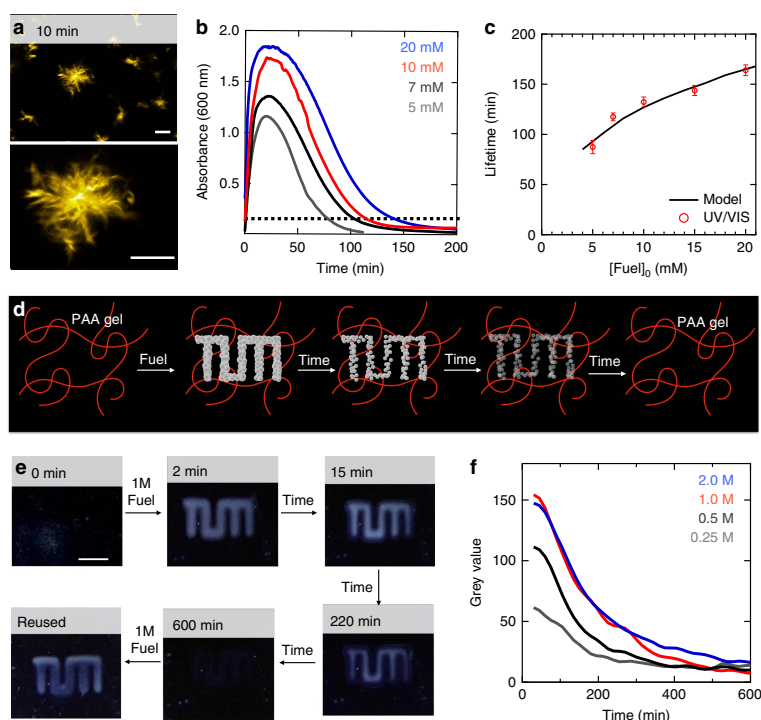 a
10 min
b
Absorbance (600 nm)
2.0
1.5
1.0
0.5
0
50
100
150
200
Time (min)
20 mM
10 mM
7 mM
5 mM
c
Lifetime (min)
200
150
100
50
0
0
5
10
15
20
[Fuel]0 (mM)
Model
UV/VIS
d
PAA gel
Fuel
Time
Time
Time
PAA gel
e
0 min
1M
Fuel
2 min
Time
15 min
Time
Reused
1M
Fuel
600 min
Time
220 min
f
Grey value
150
100
50
0
0
200
400
600
Time (min)
2.0 M
1.0 M
0.5 M
0.25 M